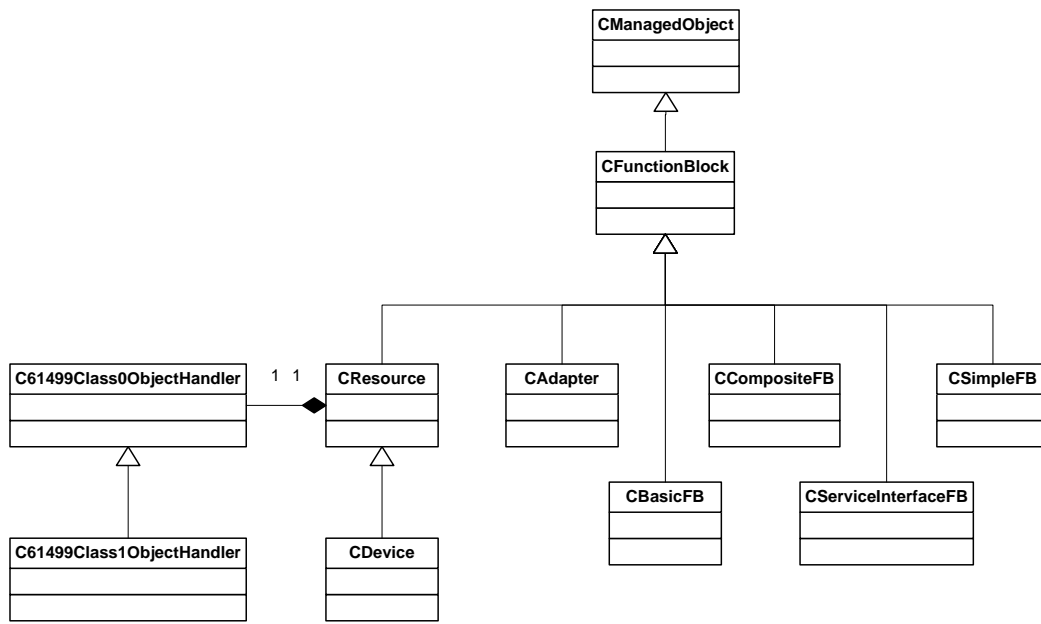 CManagedObject
CFunctionBlock
C61499Class0ObjectHandler
1 1
CResource
CAdapter
CCompositeFB
CSimpleFB
CBasicFB
CServiceInterfaceFB
C61499Class1ObjectHandler
CDevice